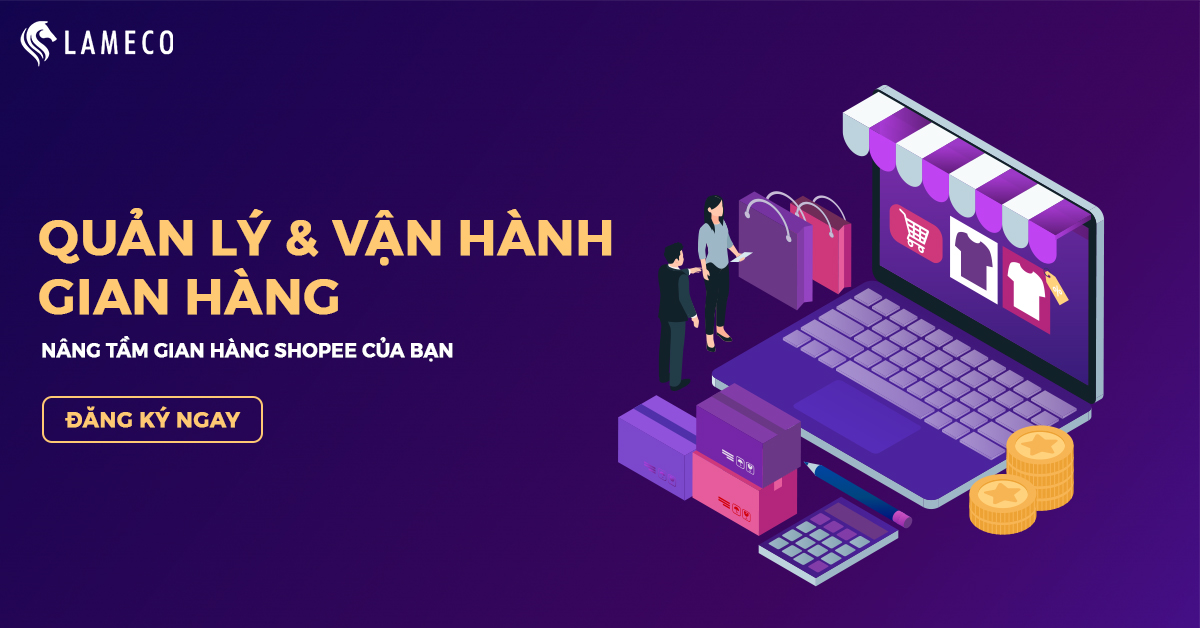 LAMECO
QUẢN LÝ & VẬN HÀNH
GIAN HÀNG
NÂNG TẦM GIAN HÀNG SHOPEE CỦA BẠN
ĐĂNG KÝ NGAY